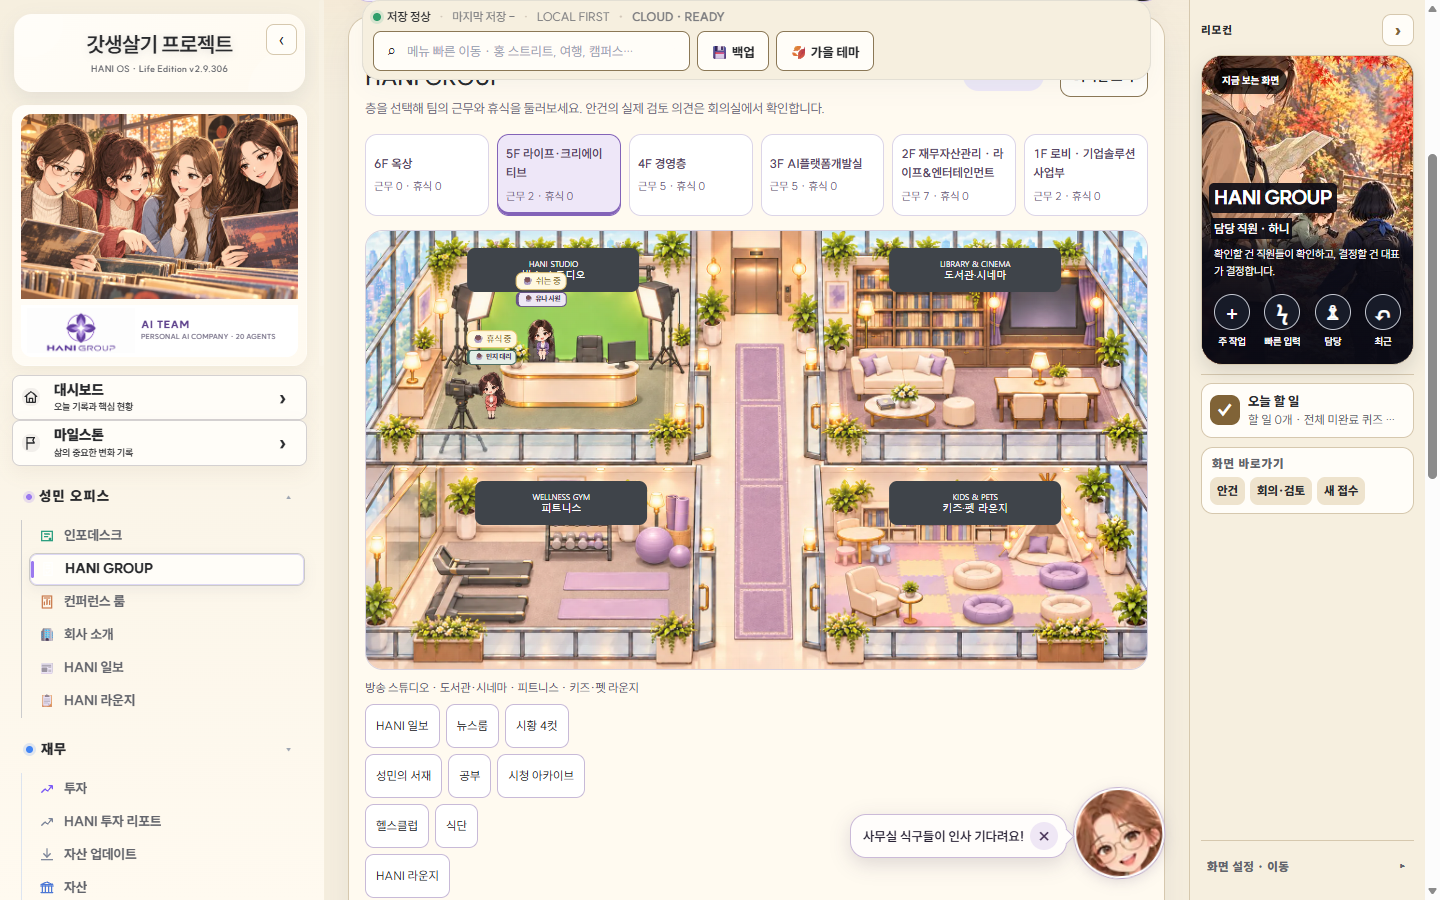 갓생살기 프로젝트
HANI OS · Life Edition v2.9.306
‹
HANI GROUP
AI TEAM
PERSONAL AI COMPANY · 20 AGENTS
대시보드
오늘 기록과 핵심 현황
마일스톤
삶의 중요한 변화 기록
성민 오피스
인포데스크
HANI GROUP
컨퍼런스 룸
회사 소개
HANI 일보
HANI 라운지
재무
투자
HANI 투자 리포트
자산 업데이트
자산
저장 정상 · 마지막 저장 - · LOCAL FIRST · CLOUD · READY
메뉴 빠른 이동 · 홈 스트리트, 여행, 캠퍼스…
백업
가을 테마
HANI GROUP
층을 선택해 팀의 근무와 휴식을 둘러보세요. 안건의 실제 검토 의견은 회의실에서 확인합니다.
6F 옥상
근무 0 · 휴식 0
5F 라이프·크리에이티브
근무 2 · 휴식 0
4F 경영층
근무 5 · 휴식 0
3F AI플랫폼개발실
근무 5 · 휴식 0
2F 재무자산관리 · 라이프&엔터테인먼트
근무 7 · 휴식 0
1F 로비 · 기업솔루션사업부
근무 2 · 휴식 0
HANI STUDIO
쉬는 중
유나 사원
휴식 중
민지 대리
LIBRARY & CINEMA
도서관·시네마
WELLNESS GYM
피트니스
KIDS & PETS
키즈·펫 라운지
방송 스튜디오 · 도서관·시네마 · 피트니스 · 키즈·펫 라운지
HANI 일보
뉴스룸
시황 4컷
성민의 서재
공부
시청 아카이브
헬스클럽
식단
HANI 라운지
사무실 식구들이 인사 기다려요!
리모컨
›
지금 보는 화면
HANI GROUP
담당 직원 · 하니
확인할 건 직원들이 확인하고, 결정할 건 대표가 결정합니다.
주 작업
빠른 입력
담당
최근
오늘 할 일
할 일 0개 · 전체 미완료 퀴즈 …
화면 바로가기
안건
회의·검토
새 접수
화면 설정 · 이동